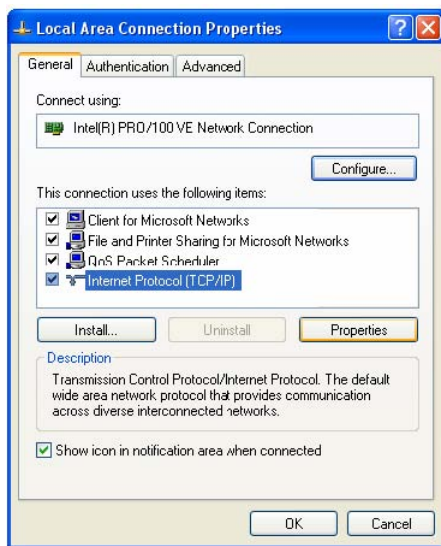 Local Area Connection Properties
General Authentication Advanced
Connect using:
Intel(R) PRO/100 VE Network Connection
Configure...
This connection uses the following items:
Client for Microsoft Networks
File and Printer Sharing for Microsoft Networks
QoS Packet Scheduler
Internet Protocol (TCP/IP)
Install... Uninstall Properties
Description
Transmission Control Protocol/Internet Protocol. The default
wide area network protocol that provides communication
across diverse interconnected networks.
Show icon in notification area when connected
OK Cancel